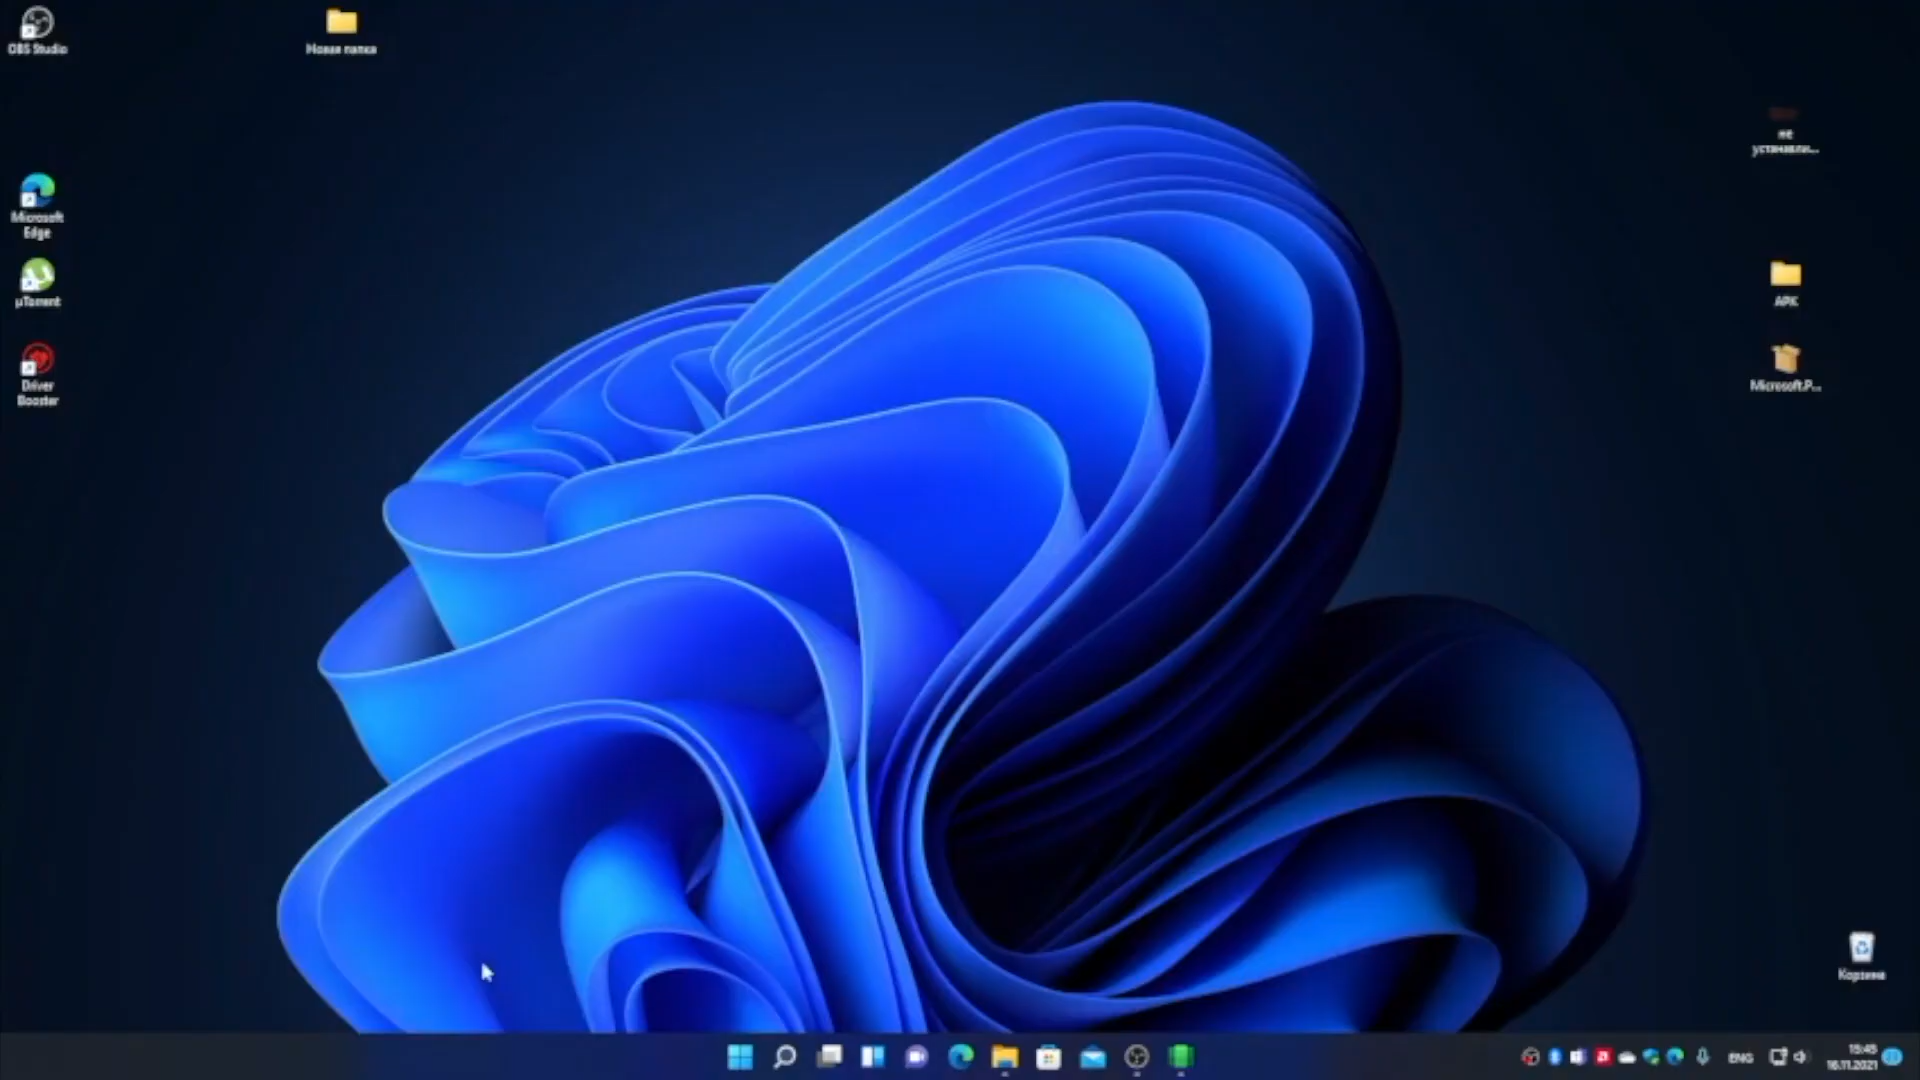 OBS Studio
Новая папка
не
устанавли...
Microsoft
Edge
µTorrent
APK
Driver
Booster
Microsoft.P...
Корзина
ENG
15:45
16.11.2021